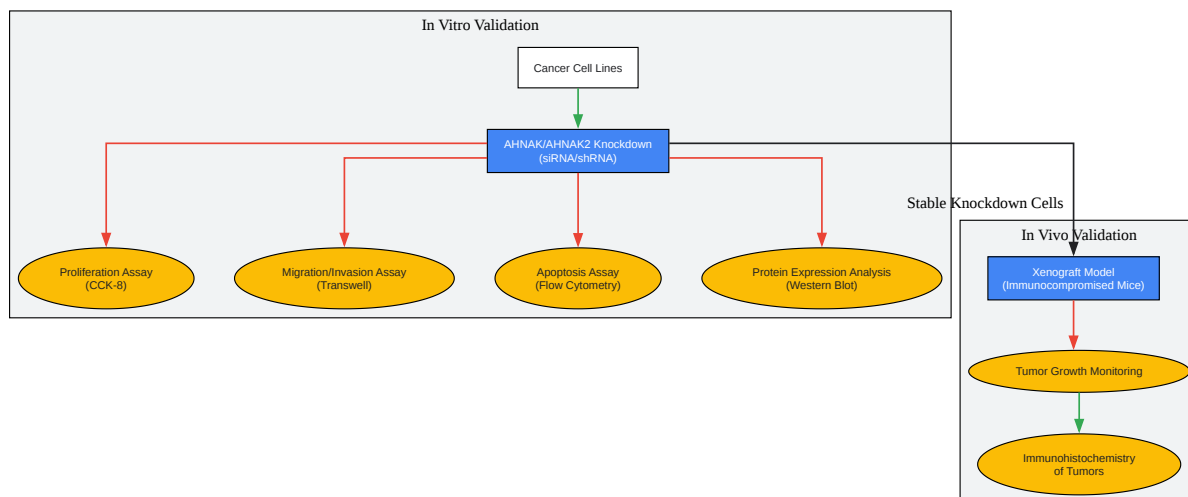 In Vitro Validation
Cancer Cell Lines
AHNAK/AHNAK2 Knockdown
(siRNA/shRNA)
Stable Knockdown Cells
In Vivo Validation
Proliferation Assay
(CCK-8)
Migration/Invasion Assay
(Transwell)
Apoptosis Assay
(Flow Cytometry)
Protein Expression Analysis
(Western Blot)
Xenograft Model
(Immunocompromised Mice)
Tumor Growth Monitoring
Immunohistochemistry
of Tumors